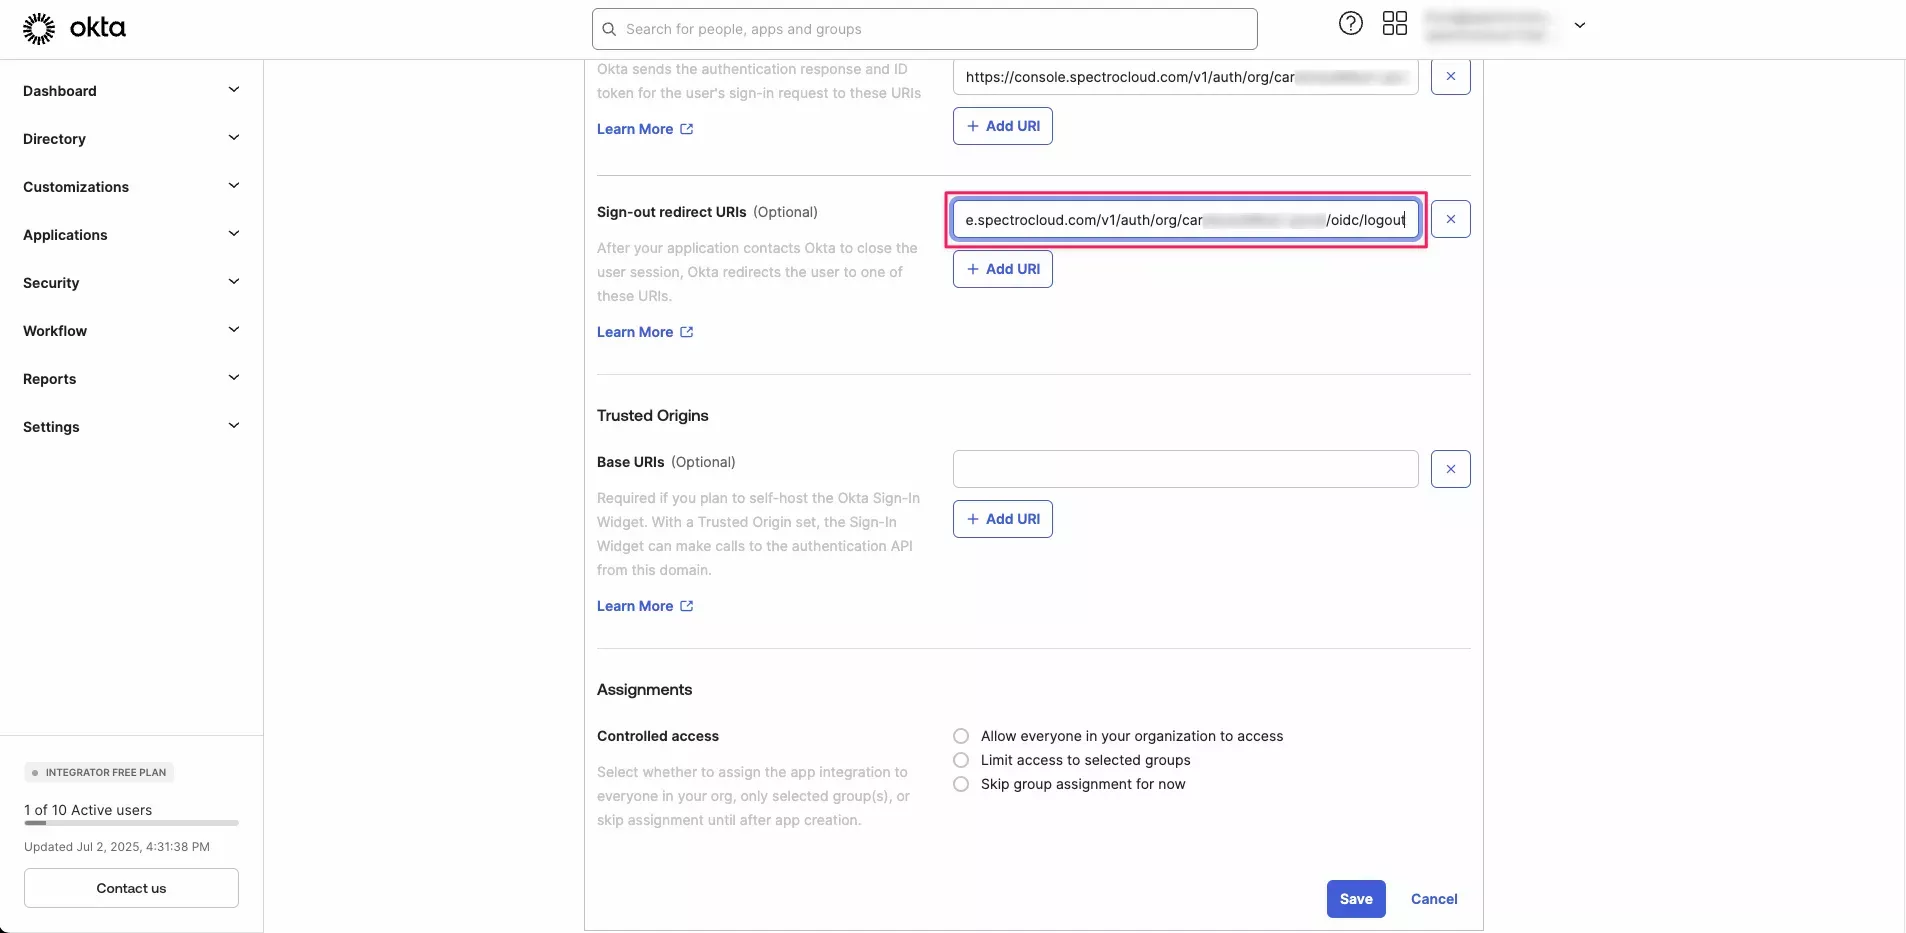 okta
Search for people, apps and groups
Dashboard
Directory
Customizations
Applications
Security
Workflow
Reports
Settings
INTEGRATOR FREE PLAN
1 of 10 Active users
Updated Jul 2, 2025, 4:31:38 PM
Contact us
Okta sends the authentication response and ID
token for the user's sign-in request to these URIs
Learn More
https://console.spectrocloud.com/v1/auth/org/car
+ Add URI
Sign-out redirect URIs (Optional)
After your application contacts Okta to close the
user session, Okta redirects the user to one of
these URIs.
Learn More
e.spectrocloud.com/v1/auth/org/car /oidc/logout
+ Add URI
Trusted Origins
Base URIs (Optional)
Required if you plan to self-host the Okta Sign-In
Widget. With a Trusted Origin set, the Sign-In
Widget can make calls to the authentication API
from this domain.
Learn More
+ Add URI
Assignments
Controlled access
Select whether to assign the app integration to
everyone in your org, only selected group(s), or
skip assignment until after app creation.
Allow everyone in your organization to access
Limit access to selected groups
Skip group assignment for now
Save
Cancel